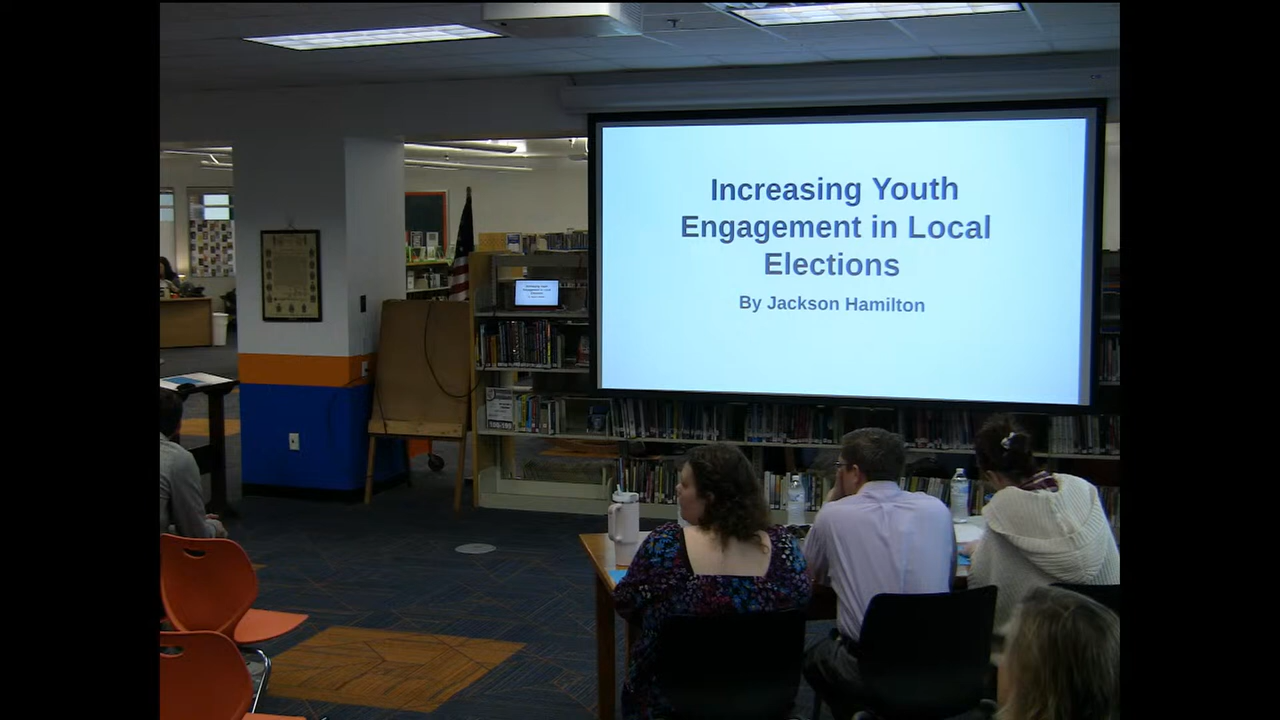 Increasing Youth
Engagement in Local
Elections
By Jackson Hamilton